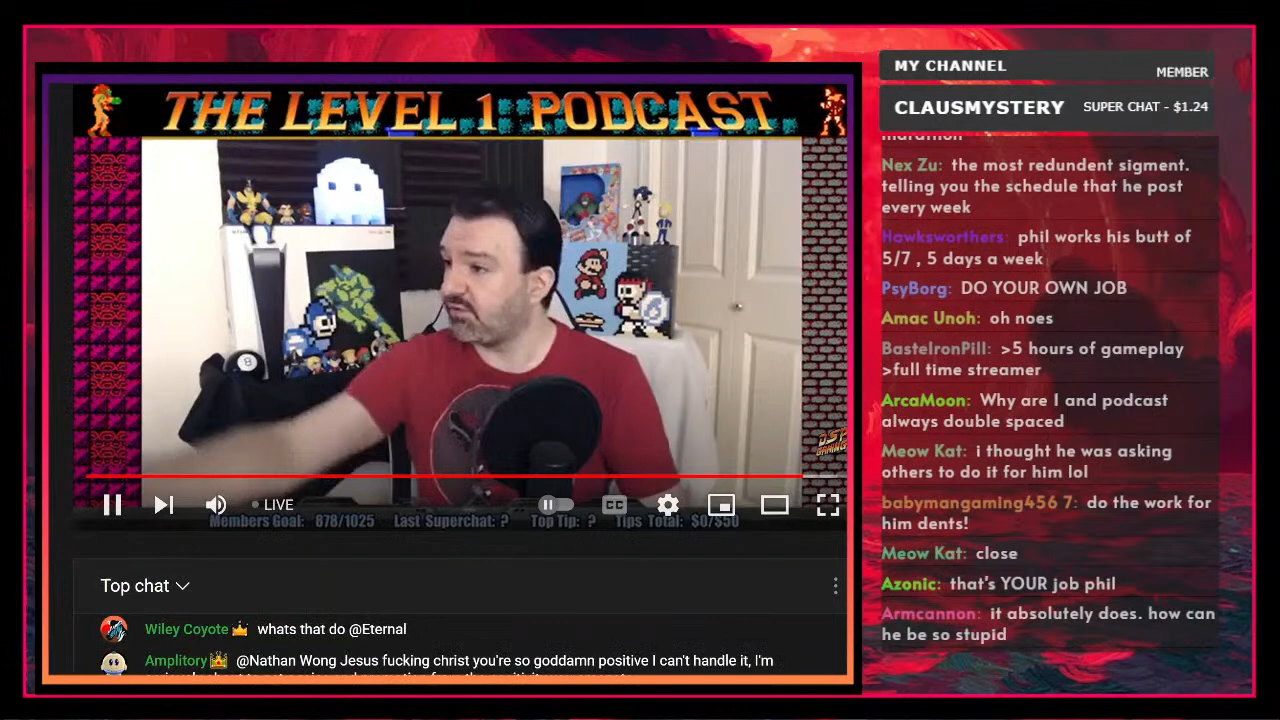 THE LEVEL 1 PODCAST
8
LIVE
CC
Members Goal: 878/1025 Last Superchat: ? Top Tip: ? Tips Total: $0/$50
Top chat
Wiley Coyote whats that do @Eternal
Amplitory @Nathan Wong Jesus fucking christ you're so goddamn positive I can't handle it, I'm
MY CHANNEL MEMBER
CLAUSMYSTERY SUPER CHAT - $1.24
marathon
Nex Zu: the most redundent sigment.
telling you the schedule that he post
every week
Hawksworthers: phil works his butt of
5/7 , 5 days a week
PsyBorg: DO YOUR OWN JOB
Amac Unoh: oh noes
BasteIronPill: >5 hours of gameplay
>full time streamer
ArcaMoon: Why are 1 and podcast
always double spaced
Meow Kat: i thought he was asking
others to do it for him lol
babymangaming456 7: do the work for
him dents!
Meow Kat: close
Azonic: that's YOUR job phil
Armcannon: it absolutely does. how can
he be so stupid